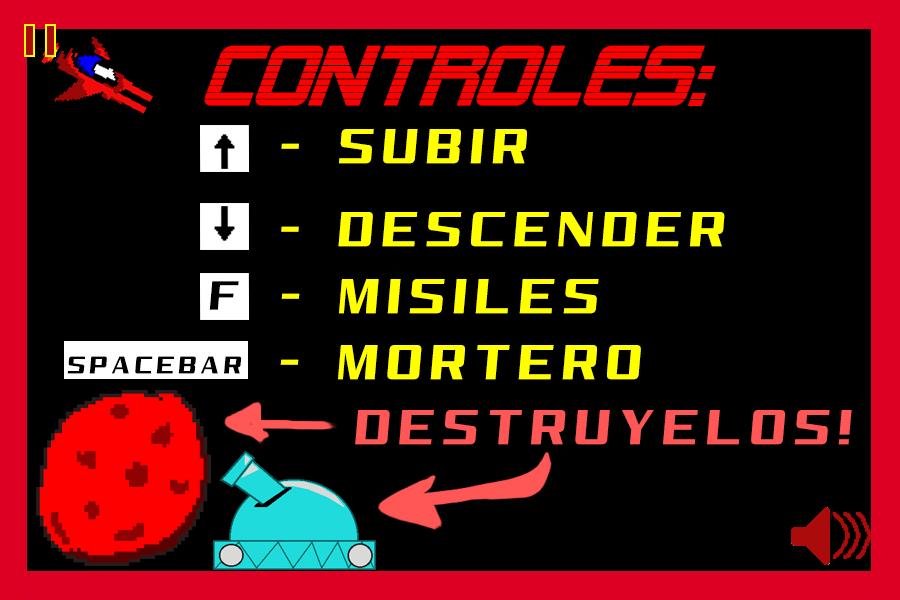 CONTROLES:
↑ - SUBIR
↓ - DESCENDER
F - MISILES
SPACEBAR - MORTERO
DESTRUYELOS!